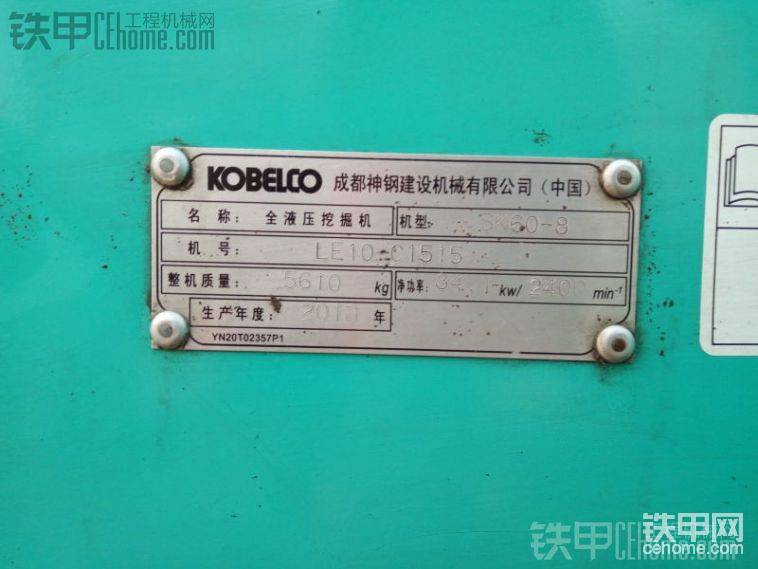 铁甲 工程机械网
CEhome.com
KOBELCO 成都神钢建设机械有限公司（中国）
名 称： 全液压挖掘机 机型： SK60-8
机 号： LE10-C1515
整机质量： 5610 kg 净功率： kw/ min⁻¹
生产年度： 年
YN20T02357P1
铁甲网
cehome.com
铁甲